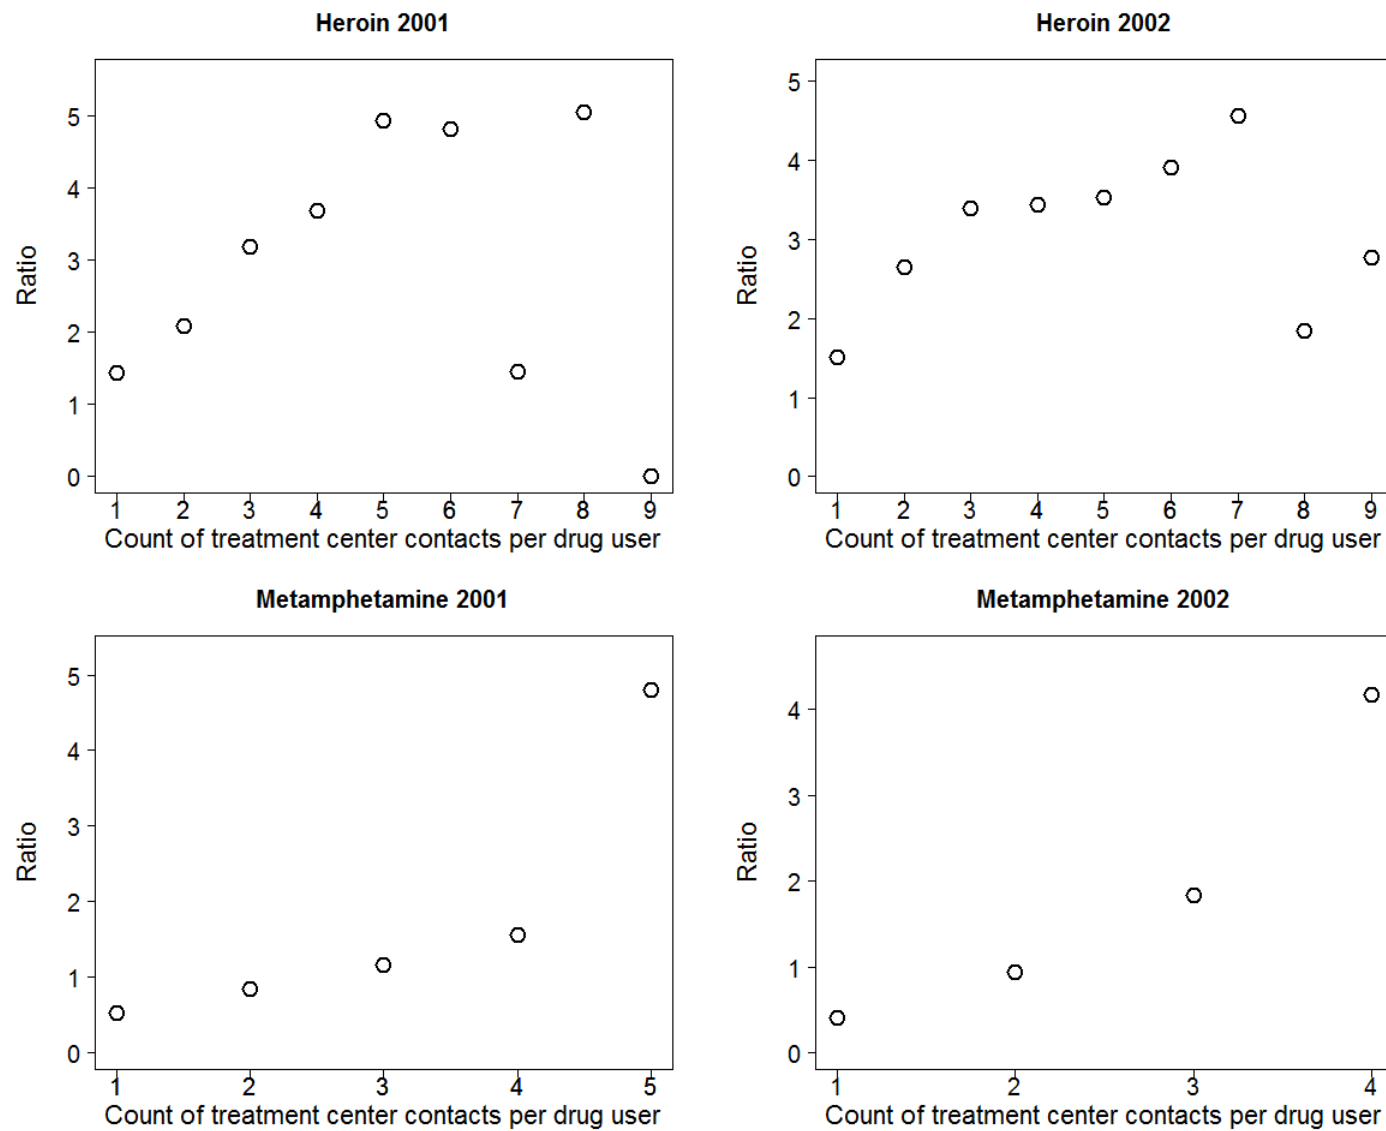 Heroin 2001
Ratio
5
4
3
2
1
0
1 2 3 4 5 6 7 8 9
Count of treatment center contacts per drug user
Heroin 2002
Ratio
5
4
3
2
1
0
1 2 3 4 5 6 7 8 9
Count of treatment center contacts per drug user
Metamphetamine 2001
Ratio
5
4
3
2
1
0
1 2 3 4 5
Count of treatment center contacts per drug user
Metamphetamine 2002
Ratio
4
3
2
1
0
1 2 3 4
Count of treatment center contacts per drug user